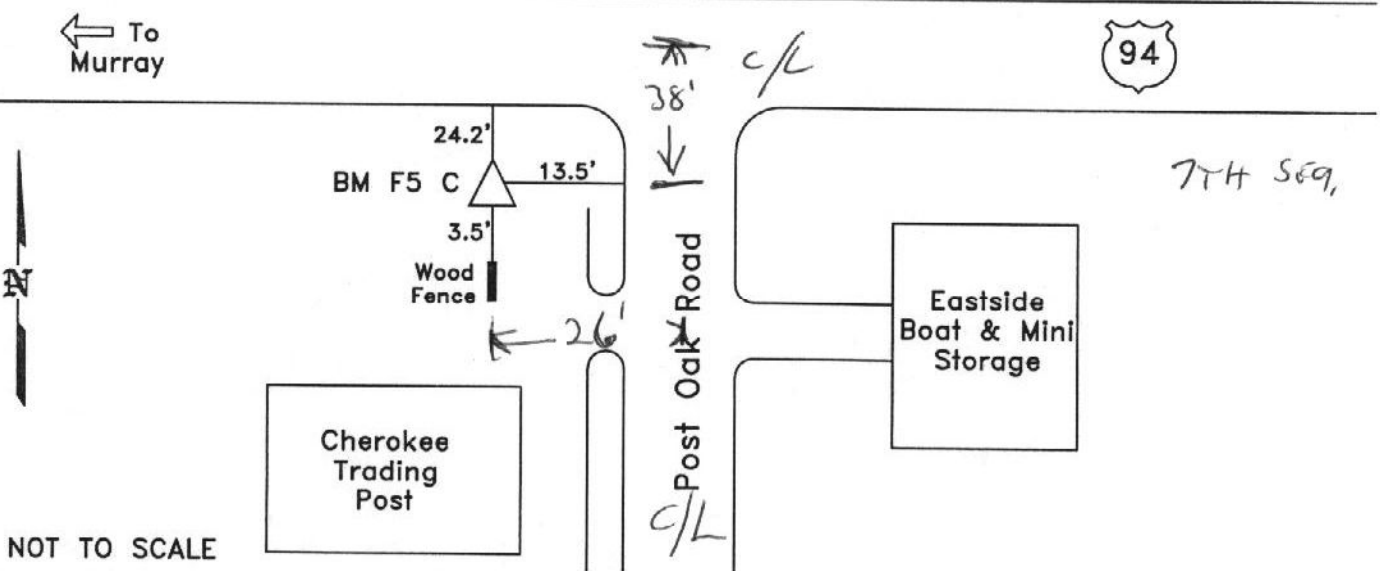 To
Murray
C/L
94
38'
24.2'
BM F5 C
13.5'
7TH SEQ.
3.5'
Wood
Fence
N
26'
Post Oak Road
Eastside
Boat & Mini
Storage
Cherokee
Trading
Post
C/L
NOT TO SCALE